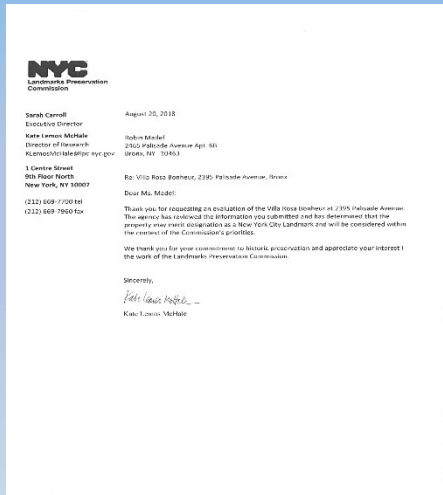 NYC
Landmarks Preservation
Commission
Sarah Carroll
Executive Director
Kate Lemos McHale
Director of Research
KLemosMcHale@lpc.nyc.gov
1 Centre Street
9th Floor North
New York, NY 10007
(212) 669-7700 tel
(212) 669-7960 fax
August 20, 2018
Robin Madel
2465 Palisade Avenue Apt. 6B
Bronx, NY 10463
Re: Villa Rosa Bonheur, 2395 Palisade Avenue, Bronx
Dear Ms. Madel:
Thank you for requesting an evaluation of the Villa Rosa Bonheur at 2395 Palisade Avenue.
The agency has reviewed the information you submitted and has determined that the
property may merit designation as a New York City Landmark and will be considered within
the context of the Commission's priorities.
We thank you for your commitment to historic preservation and appreciate your interest i
the work of the Landmarks Preservation Commission.
Sincerely,
Kate Lemos McHale
Kate Lemos McHale